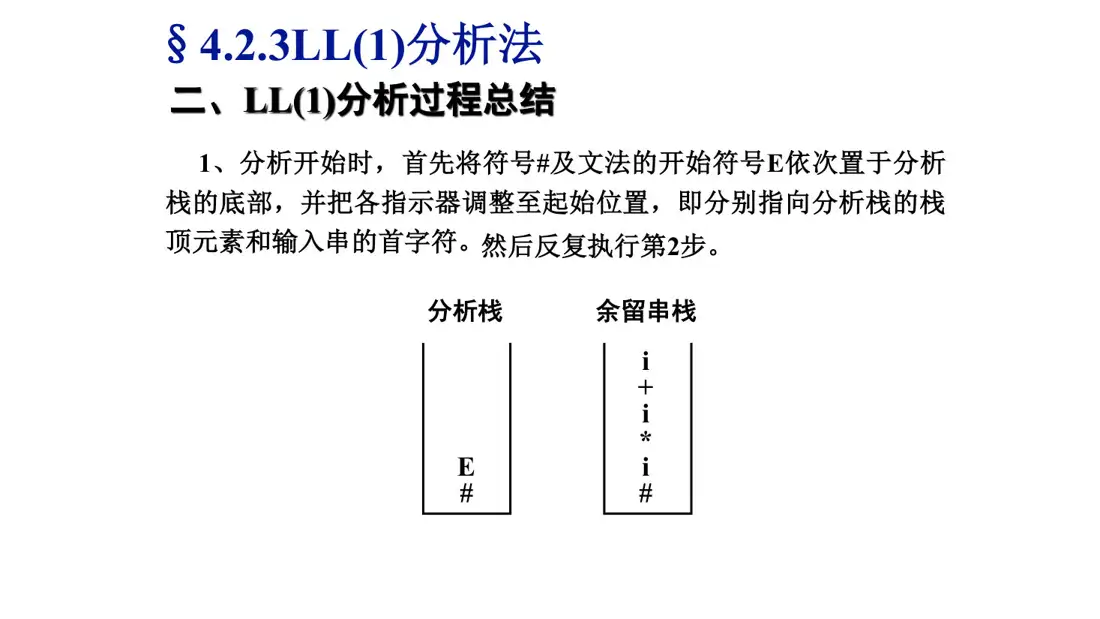 §4.2.3LL(1)分析法
二、LL(1)分析过程总结
1、分析开始时，首先将符号#及文法的开始符号E依次置于分析
栈的底部，并把各指示器调整至起始位置，即分别指向分析栈的栈
顶元素和输入串的首字符。然后反复执行第2步。
分析栈 余留串栈
i
+
i
*
E i
# #